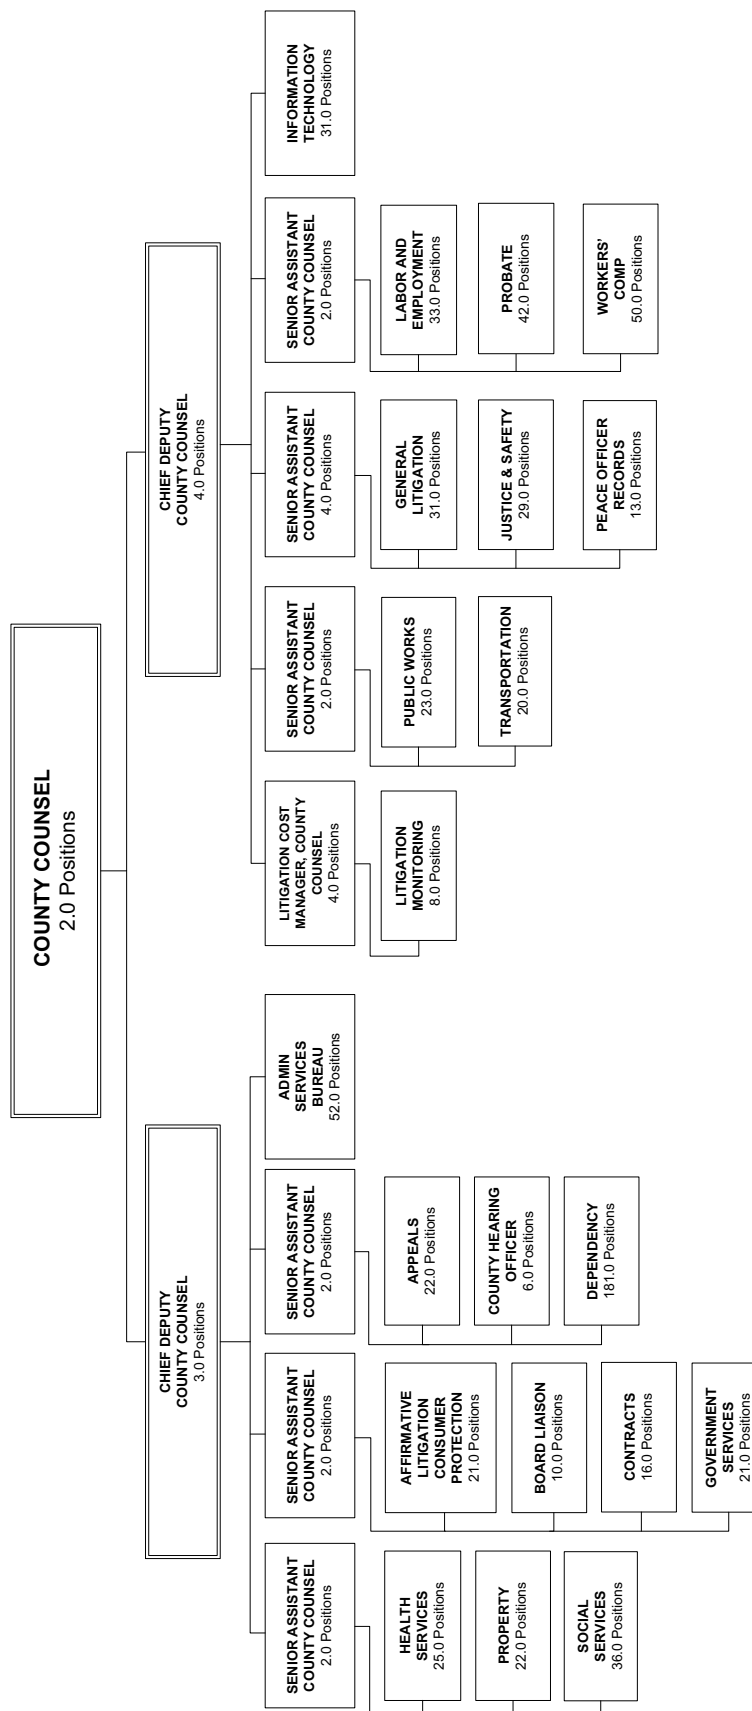 COUNTY COUNSEL
2.0 Positions
CHIEF DEPUTY
COUNTY COUNSEL
3.0 Positions
CHIEF DEPUTY
COUNTY COUNSEL
4.0 Positions
SENIOR ASSISTANT
COUNTY COUNSEL
2.0 Positions
SENIOR ASSISTANT
COUNTY COUNSEL
2.0 Positions
SENIOR ASSISTANT
COUNTY COUNSEL
2.0 Positions
ADMIN
SERVICES
BUREAU
52.0 Positions
LITIGATION COST
MANAGER, COUNTY
COUNSEL
4.0 Positions
SENIOR ASSISTANT
COUNTY COUNSEL
2.0 Positions
SENIOR ASSISTANT
COUNTY COUNSEL
4.0 Positions
SENIOR ASSISTANT
COUNTY COUNSEL
2.0 Positions
INFORMATION
TECHNOLOGY
31.0 Positions
HEALTH
SERVICES
25.0 Positions
PROPERTY
22.0 Positions
SOCIAL
SERVICES
36.0 Positions
AFFIRMATIVE
LITIGATION
CONSUMER
PROTECTION
21.0 Positions
BOARD LIAISON
10.0 Positions
CONTRACTS
16.0 Positions
GOVERNMENT
SERVICES
21.0 Positions
APPEALS
22.0 Positions
COUNTY HEARING
OFFICER
6.0 Positions
DEPENDENCY
181.0 Positions
LITIGATION
MONITORING
8.0 Positions
PUBLIC WORKS
23.0 Positions
TRANSPORTATION
20.0 Positions
GENERAL
LITIGATION
31.0 Positions
JUSTICE & SAFETY
29.0 Positions
PEACE OFFICER
RECORDS
13.0 Positions
LABOR AND
EMPLOYMENT
33.0 Positions
PROBATE
42.0 Positions
WORKERS'
COMP
50.0 Positions